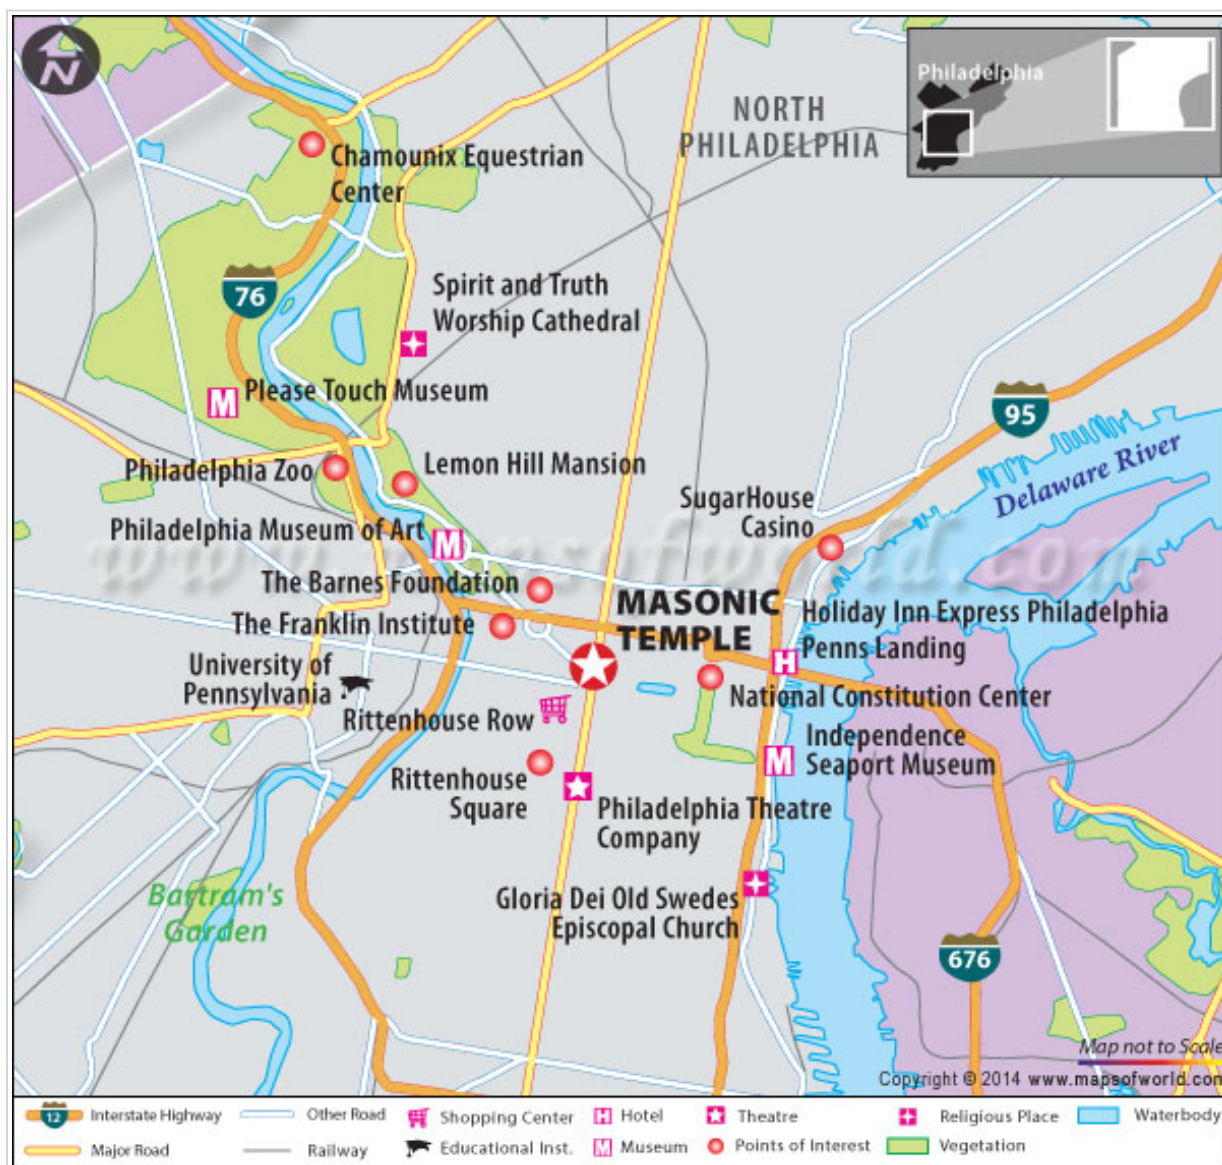 N
Philadelphia
NORTH
PHILADELPHIA
Chamounix Equestrian
Center
76
Spirit and Truth
Worship Cathedral
Please Touch Museum
M
95
Delaware River
Philadelphia Zoo
Lemon Hill Mansion
SugarHouse
Casino
Philadelphia Museum of Art
M
www.mapsofworld.com
The Barnes Foundation
The Franklin Institute
MASONIC
TEMPLE
Holiday Inn Express Philadelphia
Penns Landing
H
University of
Pennsylvania
Rittenhouse Row
National Constitution Center
Independence
Seaport Museum
M
Rittenhouse
Square
Philadelphia Theatre
Company
Bartram's
Garden
Gloria Dei Old Swedes
Episcopal Church
676
Map not to Scale
Copyright © 2014 www.mapsofworld.com
12
Interstate Highway
Other Road
Shopping Center
H
Hotel
Theatre
Religious Place
Waterbody
Major Road
Railway
Educational Inst.
M
Museum
Points of Interest
Vegetation